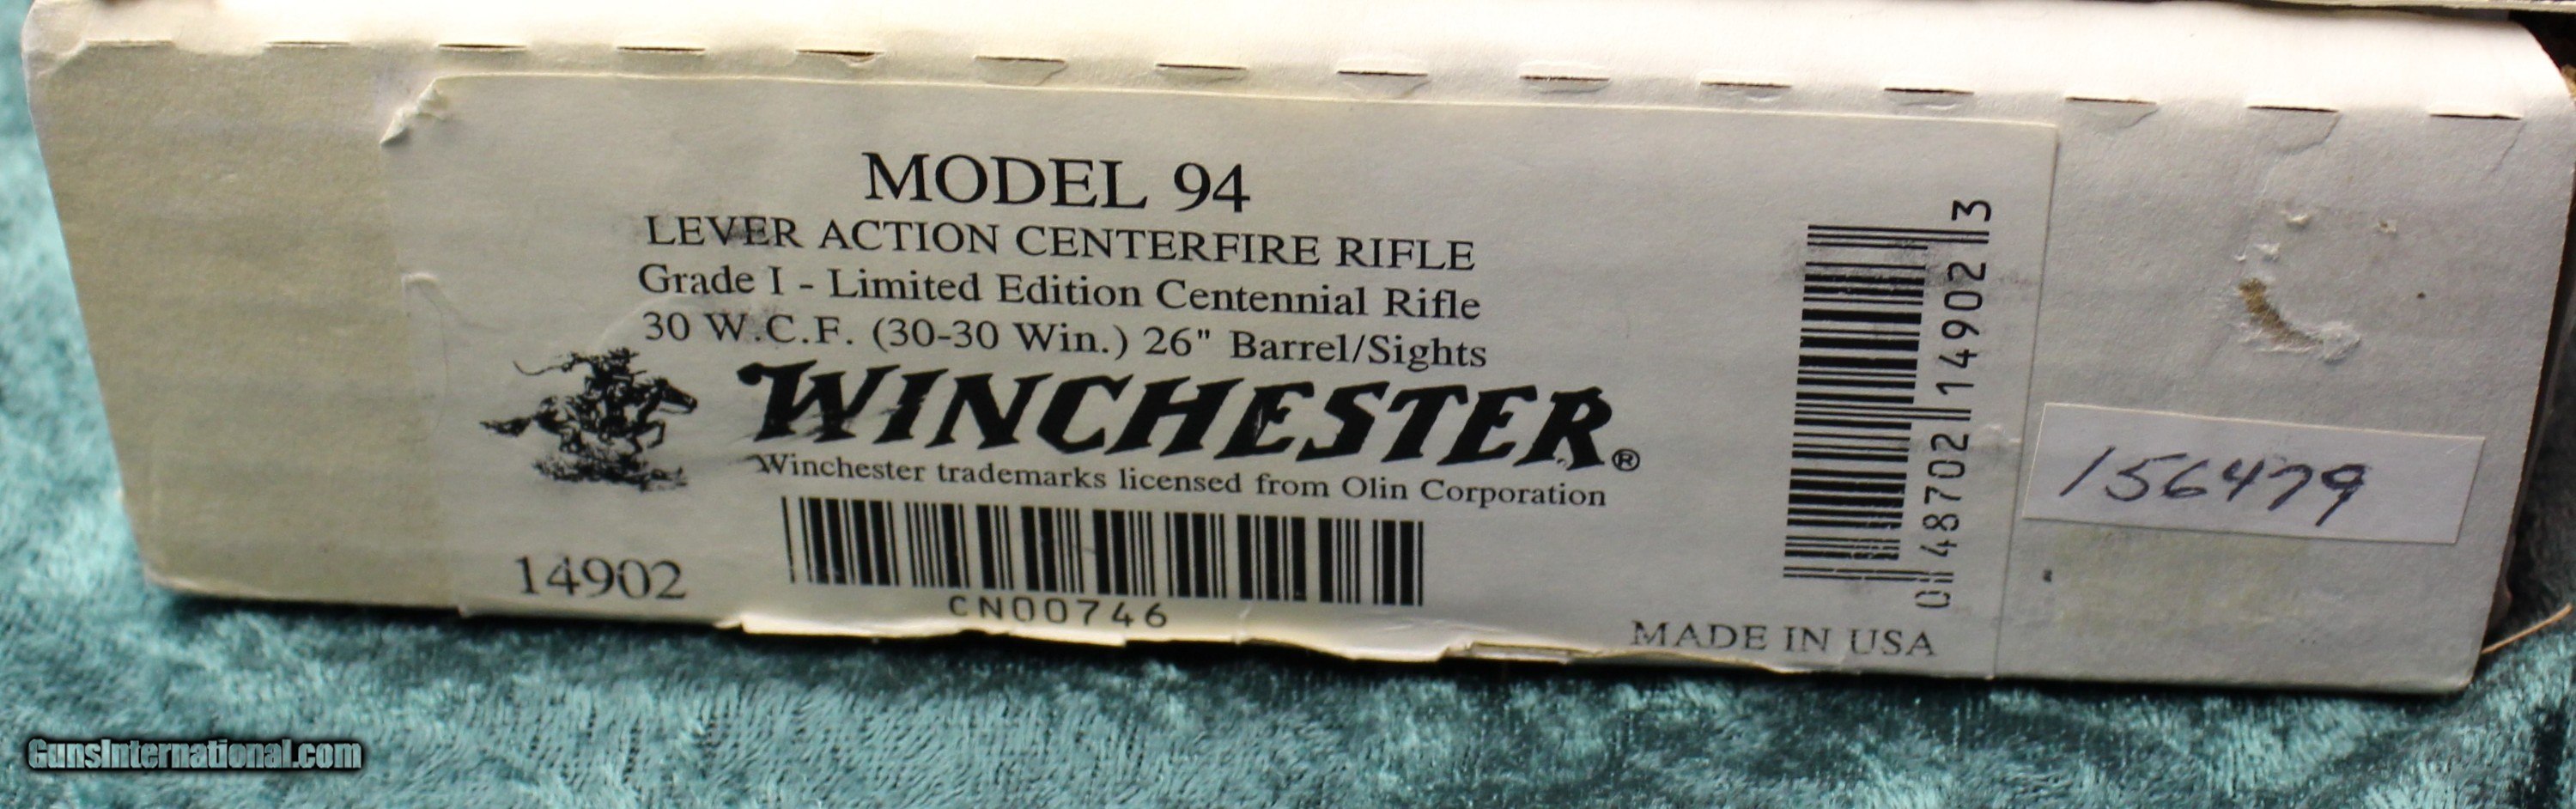 MODEL 94
LEVER ACTION CENTERFIRE RIFLE
Grade I - Limited Edition Centennial Rifle
30 W.C.F. (30-30 Win.) 26" Barrel/Sights
WINCHESTER®
Winchester trademarks licensed from Olin Corporation
14902
CN00746
MADE IN USA
0 48702 14902 3
156479
GunsInternational.com